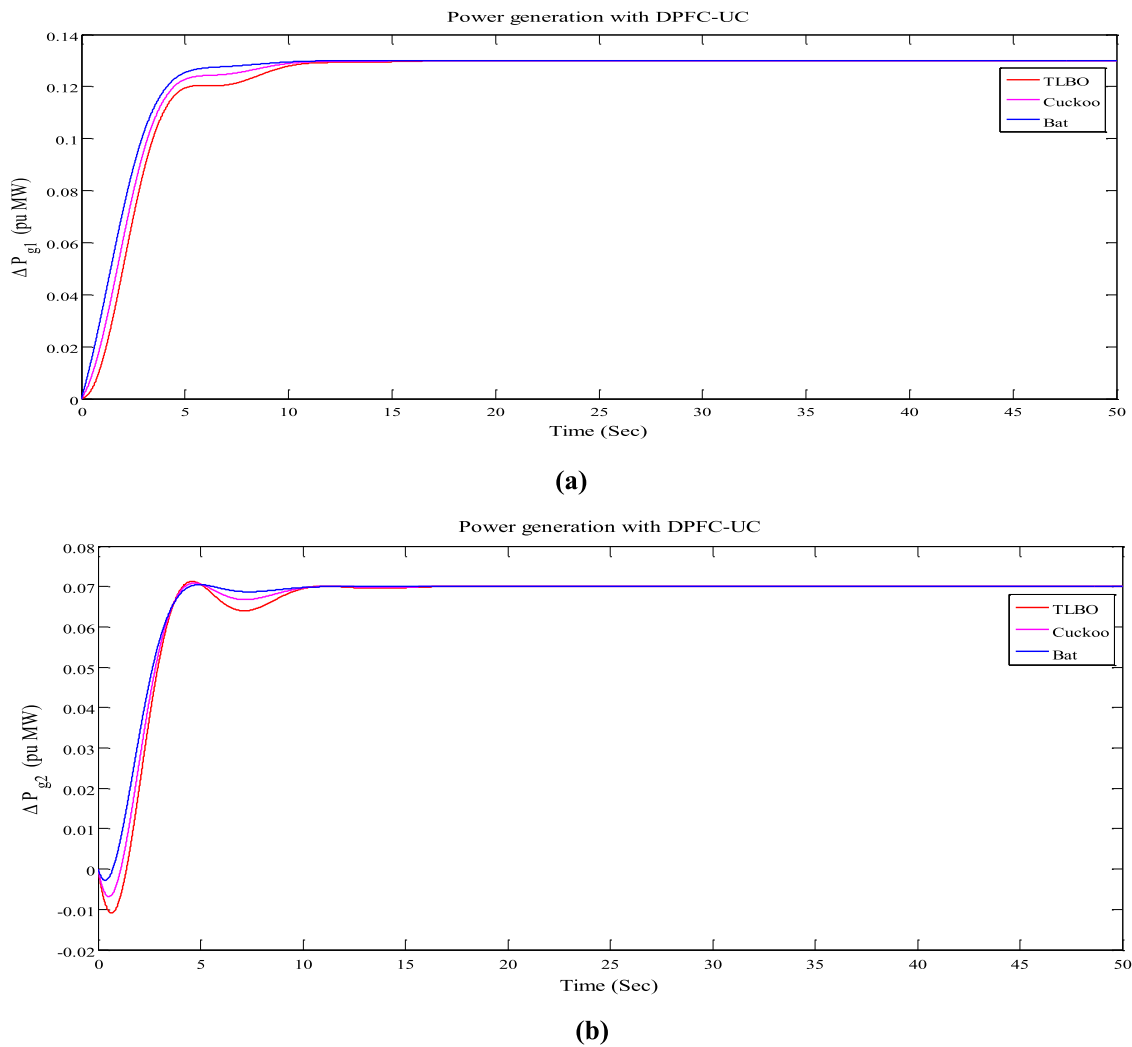 Power generation with DPFC-UC
0.14
0.12
0.1
0.08
0.06
0.04
0.02
0
Δ P g1 (pu MW)
TLBO
Cuckoo
Bat
0 5 10 15 20 25 30 35 40 45 50
Time (Sec)
(a)
Power generation with DPFC-UC
0.08
0.07
0.06
0.05
0.04
0.03
0.02
0.01
0
-0.01
-0.02
Δ P g2 (pu MW)
TLBO
Cuckoo
Bat
0 5 10 15 20 25 30 35 40 45 50
Time (Sec)
(b)